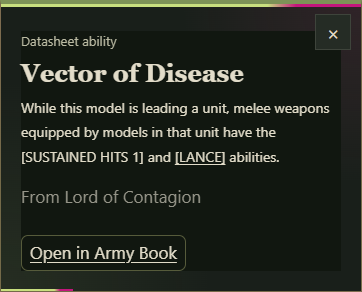 ×
Datasheet ability
Vector of Disease
While this model is leading a unit, melee weapons
equipped by models in that unit have the
[SUSTAINED HITS 1] and [LANCE] abilities.
From Lord of Contagion
Open in Army Book